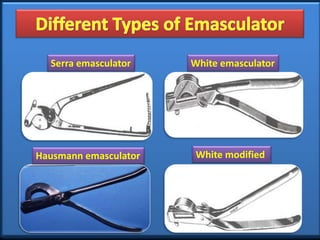 Different Types of Emasculator
Serra emasculator
White emasculator
Hausmann emasculator
White modified